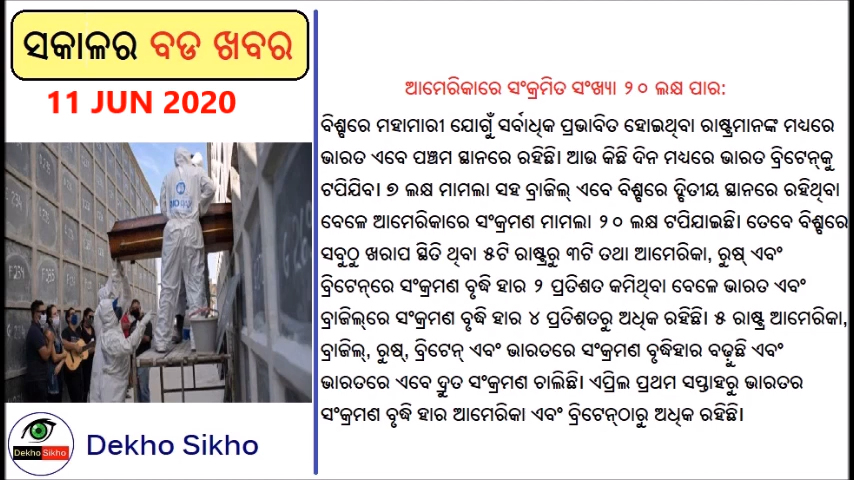 ସକାଳର ବଡ ଖବର
11 JUN 2020
ଆମେରିକାରେ ସଂକ୍ରମିତ ସଂଖ୍ୟା ୨୦ ଲକ୍ଷ ପାର:
ବିଶ୍ବରେ ମହାମାରୀ ଯୋଗୁଁ ସର୍ବାଧିକ ପ୍ରଭାବିତ ହୋଇଥିବା ରାଷ୍ଟ୍ରମାନଙ୍କ ମଧ୍ୟରେ
ଭାରତ ଏବେ ପଞ୍ଚମ ସ୍ଥାନରେ ରହିଛି। ଆଉ କିଛି ଦିନ ମଧ୍ୟରେ ଭାରତ ବ୍ରିଟେନ୍‌କୁ
ଟପିଯିବ। ୭ ଲକ୍ଷ ମାମଲା ସହ ବ୍ରାଜିଲ୍ ଏବେ ବିଶ୍ବରେ ଦ୍ବିତୀୟ ସ୍ଥାନରେ ରହିଥିବା
ବେଳେ ଆମେରିକାରେ ସଂକ୍ରମଣ ମାମଲା ୨୦ ଲକ୍ଷ ଟପିଯାଇଛି। ତେବେ ବିଶ୍ବରେ
ସବୁଠୁ ଖରାପ ସ୍ଥିତି ଥିବା ୫ଟି ରାଷ୍ଟ୍ରରୁ ୩ଟି ତଥା ଆମେରିକା, ରୁଷ୍ ଏବଂ
ବ୍ରିଟେନ୍‌ରେ ସଂକ୍ରମଣ ବୃଦ୍ଧି ହାର ୨ ପ୍ରତିଶତ କମିଥିବା ବେଳେ ଭାରତ ଏବଂ
ବ୍ରାଜିଲ୍‌ରେ ସଂକ୍ରମଣ ବୃଦ୍ଧି ହାର ୪ ପ୍ରତିଶତରୁ ଅଧିକ ରହିଛି। ୫ ରାଷ୍ଟ୍ର ଆମେରିକା,
ବ୍ରାଜିଲ୍, ରୁଷ୍, ବ୍ରିଟେନ୍ ଏବଂ ଭାରତରେ ସଂକ୍ରମଣ ବୃଦ୍ଧିହାର ବଢ଼ୁଛି ଏବଂ
ଭାରତରେ ଏବେ ଦ୍ରୁତ ସଂକ୍ରମଣ ଚାଲିଛି। ଏପ୍ରିଲ ପ୍ରଥମ ସପ୍ତାହରୁ ଭାରତର
ସଂକ୍ରମଣ ବୃଦ୍ଧି ହାର ଆମେରିକା ଏବଂ ବ୍ରିଟେନ୍‌ଠାରୁ ଅଧିକ ରହିଛି।
Dekho Sikho
Dekho Sikho